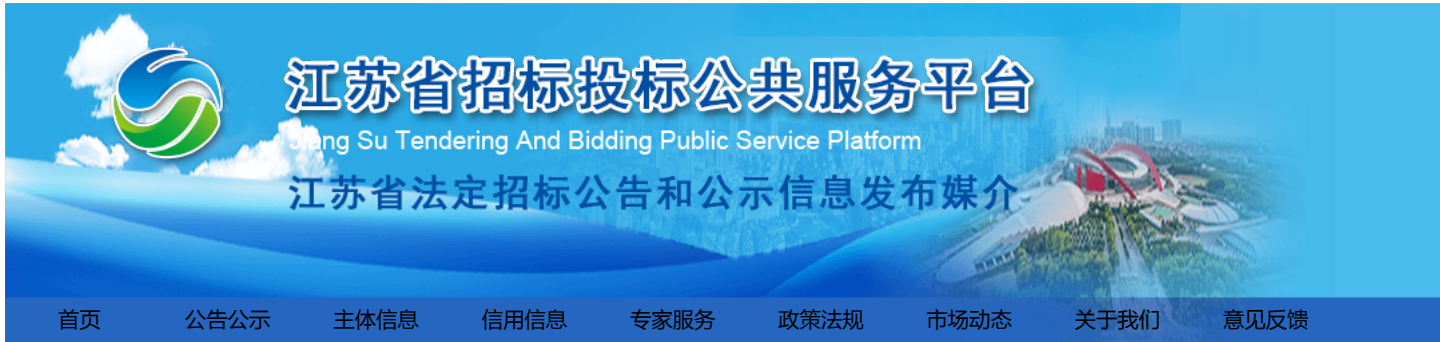 江苏省招标投标公共服务平台
Jiang Su Tendering And Bidding Public Service Platform
江苏省法定招标公告和公示信息发布媒介
首页 公告公示 主体信息 信用信息 专家服务 政策法规 市场动态 关于我们 意见反馈